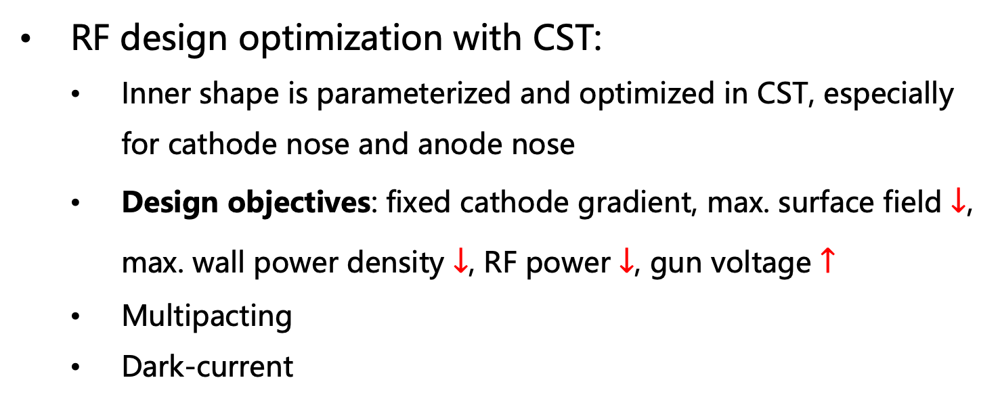 • RF design optimization with CST:
• Inner shape is parameterized and optimized in CST, especially
for cathode nose and anode nose
• Design objectives: fixed cathode gradient, max. surface field ↓,
max. wall power density ↓, RF power ↓, gun voltage ↑
• Multipacting
• Dark-current